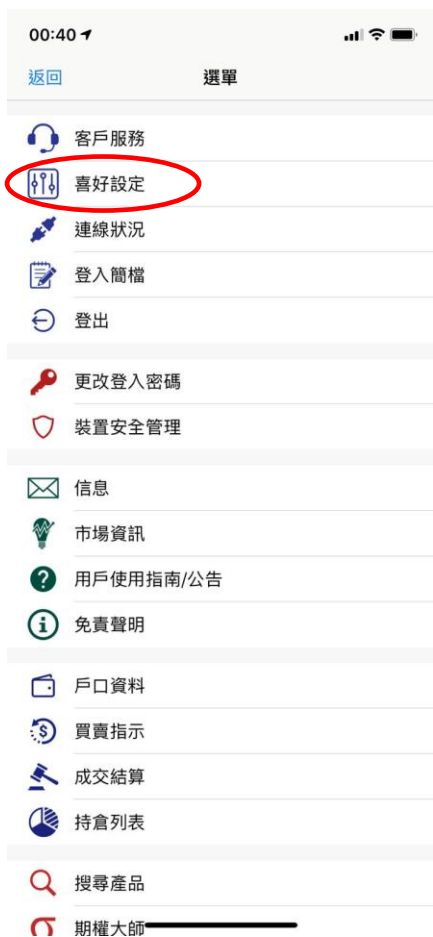 00:40
返回 選單
客戶服務
喜好設定
連線狀況
登入簡檔
登出
更改登入密碼
裝置安全管理
信息
市場資訊
用戶使用指南/公告
免責聲明
戶口資料
買賣指示
成交結算
持倉列表
搜尋產品
期權大師